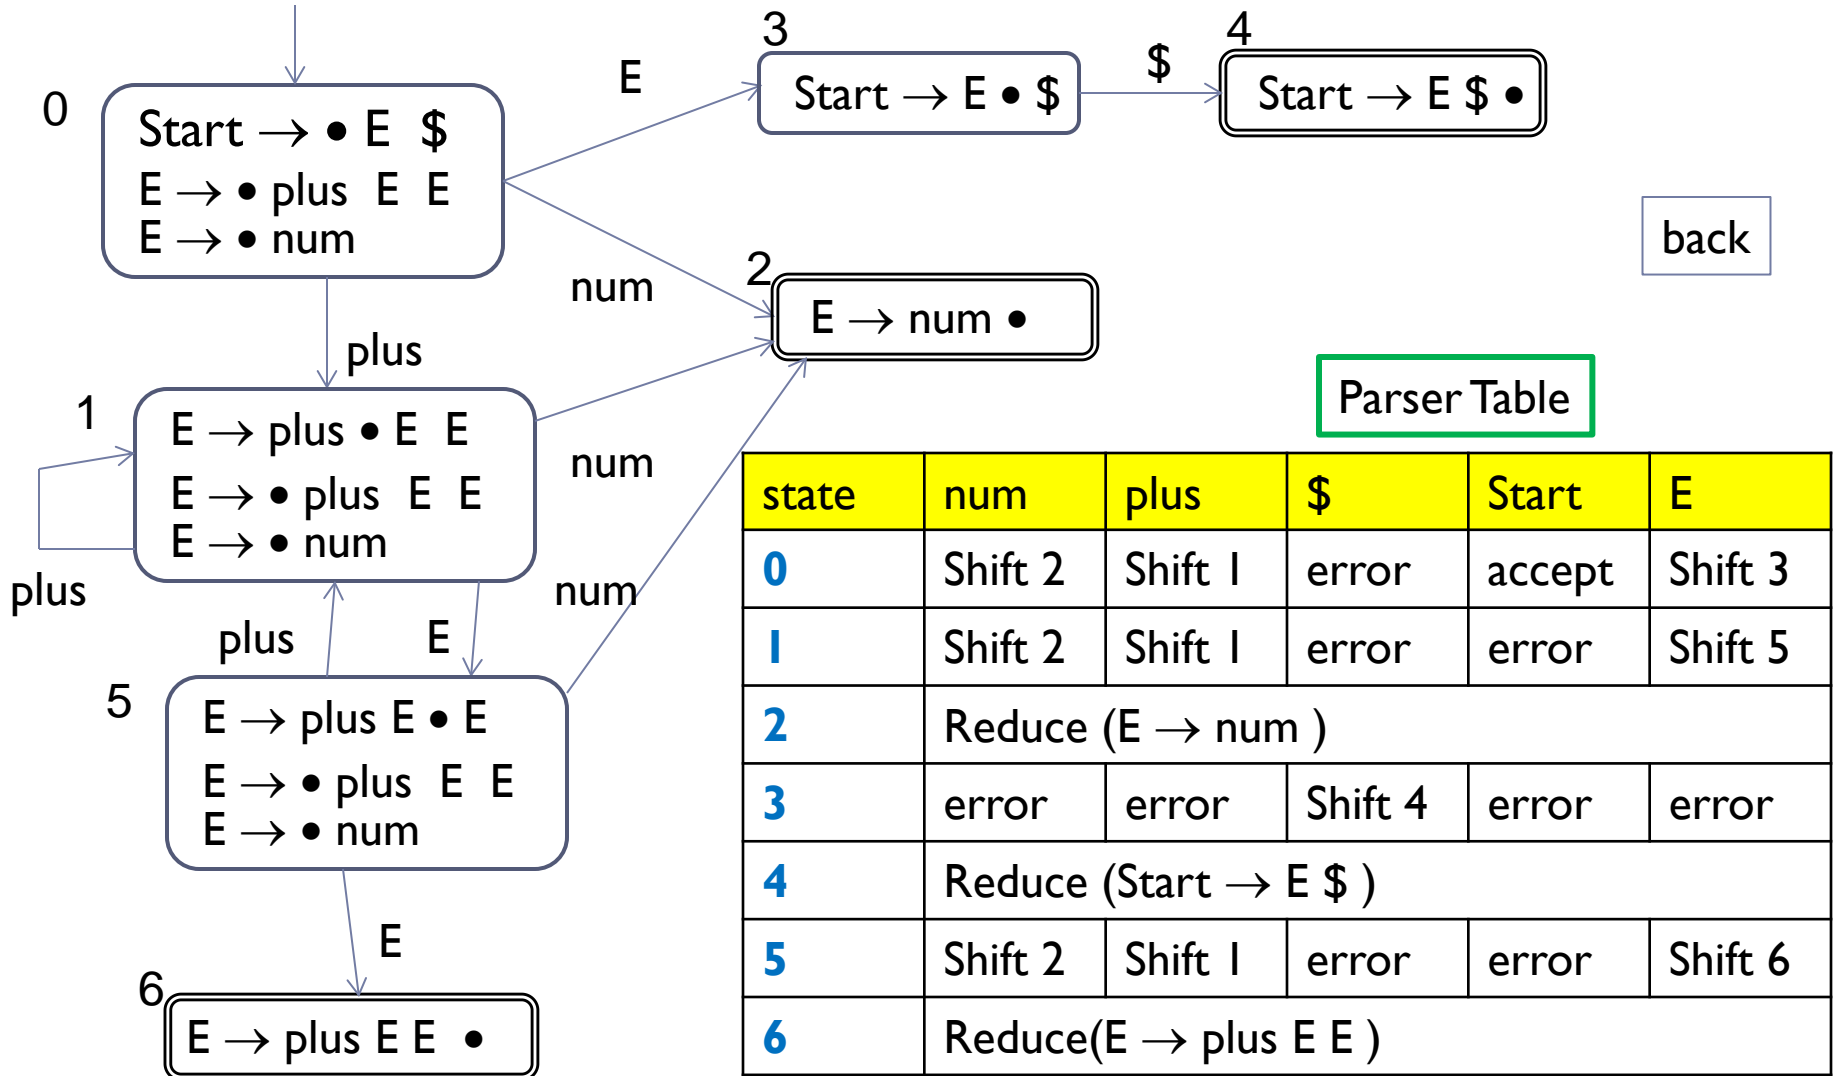 0
Start → • E $
E → • plus E E
E → • num
E
3
Start → E • $
$
4
Start → E $ •
back
num
2
E → num •
plus
1
E → plus • E E
E → • plus E E
E → • num
plus
num
num
plus
E
5
E → plus E • E
E → • plus E E
E → • num
E
6
E → plus E E •
Parser Table
state num plus $ Start E
0 Shift 2 Shift 1 error accept Shift 3
1 Shift 2 Shift 1 error error Shift 5
2 Reduce (E → num )
3 error error Shift 4 error error
4 Reduce (Start → E $ )
5 Shift 2 Shift 1 error error Shift 6
6 Reduce(E → plus E E )